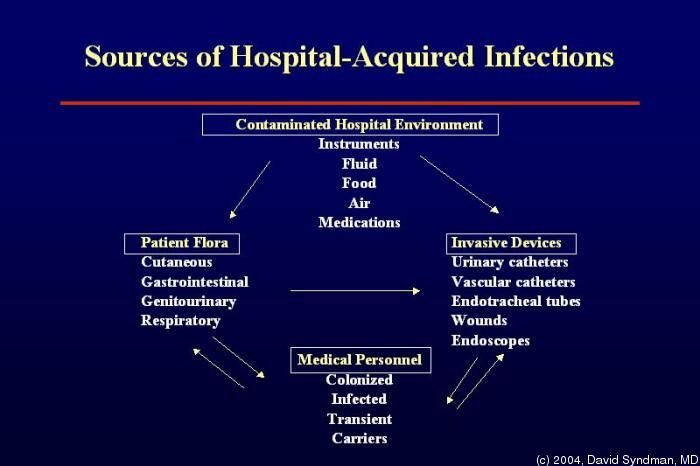 Sources of Hospital-Acquired Infections
Contaminated Hospital Environment
Instruments
Fluid
Food
Air
Medications
Patient Flora
Cutaneous
Gastrointestinal
Genitourinary
Respiratory
Invasive Devices
Urinary catheters
Vascular catheters
Endotracheal tubes
Wounds
Endoscopes
Medical Personnel
Colonized
Infected
Transient
Carriers
(c) 2004, David Syndman, MD